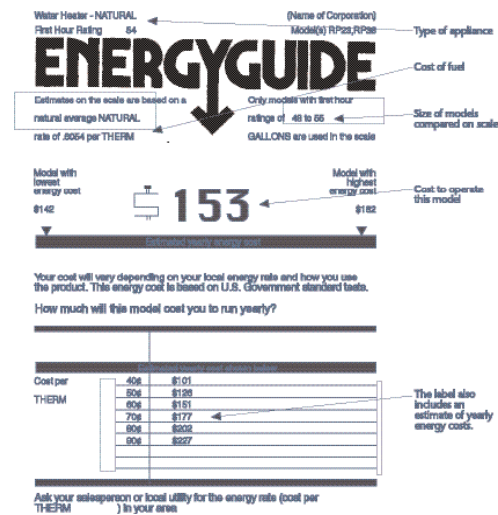 Water Heater - NATURAL
(Name of Corporation)
First Hour Rating 54
Model(s) RP23,RP38
Type of appliance
ENERGYGUIDE
Cost of fuel
Estimates on the scale are based on a
natural average NATURAL
rate of .6054 per THERM
Only models with first hour
ratings of 48 to 55
GALLONS are used in the scale
Size of models
compared on scale
Model with
lowest
energy cost
$142
$ 153
Model with
highest
energy cost
$182
Cost to operate
this model
Estimated yearly energy cost
Your cost will vary depending on your local energy rate and how you use
the product. This energy cost is based on U.S. Government standard tests.
How much will this model cost you to run yearly?
Estimated yearly cost shown below
Cost per
THERM
40¢ $101
50¢ $126
60¢ $151
70¢ $177
80¢ $202
90¢ $227
The label also
includes an
estimate of yearly
energy costs.
Ask your salesperson or local utility for the energy rate (cost per
THERM ) in your area